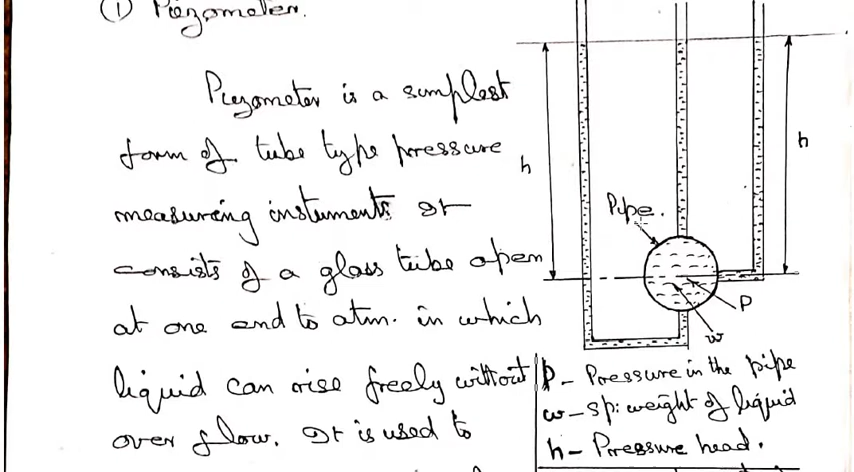 ① Piezometer.
Piezometer is a simplest
form of tube type pressure
measuring instuments It
consists of a glass tube open
at one end to atm. in which
liquid can rise freely without
over flow. It is used to
h
h
Pipe.
P
w
P - Pressure in the pipe
w - sp: weight of liquid
h - Pressure head.